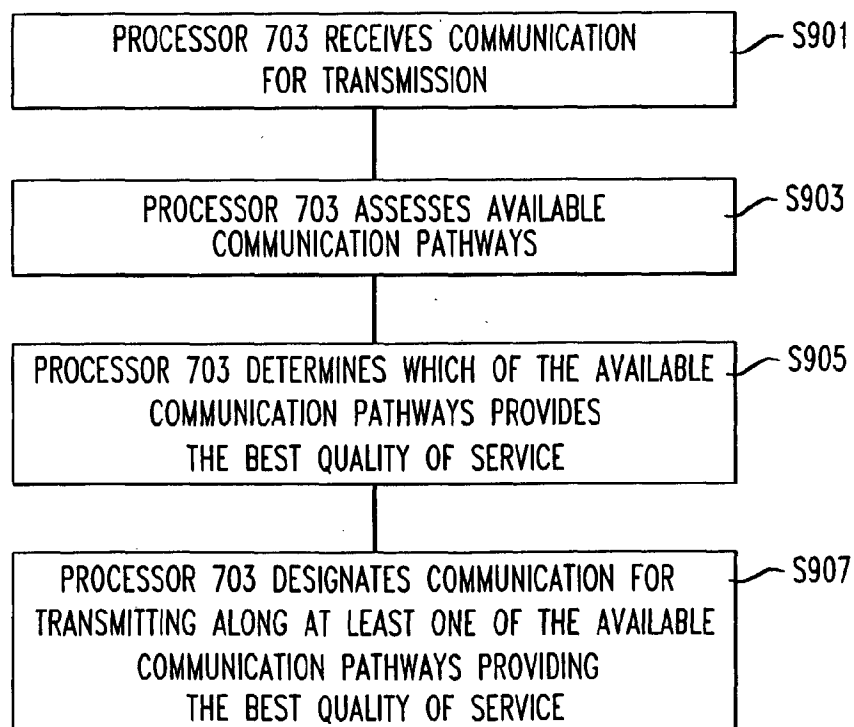 PROCESSOR 703 RECEIVES COMMUNICATION
FOR TRANSMISSION
S901
PROCESSOR 703 ASSESSES AVAILABLE
COMMUNICATION PATHWAYS
S903
PROCESSOR 703 DETERMINES WHICH OF THE AVAILABLE
COMMUNICATION PATHWAYS PROVIDES
THE BEST QUALITY OF SERVICE
S905
PROCESSOR 703 DESIGNATES COMMUNICATION FOR
TRANSMITTING ALONG AT LEAST ONE OF THE AVAILABLE
COMMUNICATION PATHWAYS PROVIDING
THE BEST QUALITY OF SERVICE
S907